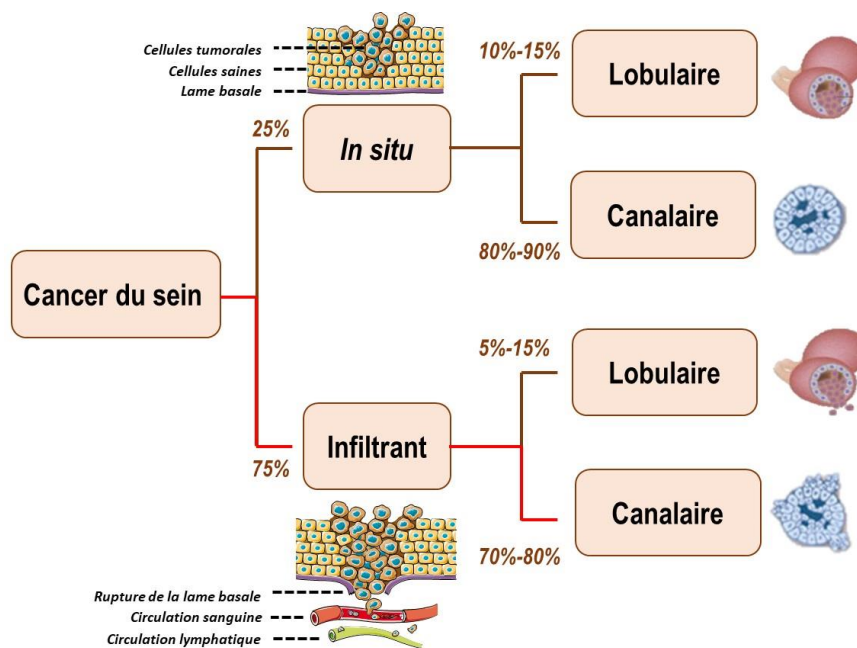 Cellules tumorales
Cellules saines
Lame basale
25%
In situ
10%-15%
Lobulaire
Canalaire
80%-90%
Cancer du sein
5%-15%
Lobulaire
Infiltrant
75%
Canalaire
70%-80%
Rupture de la lame basale
Circulation sanguine
Circulation lymphatique